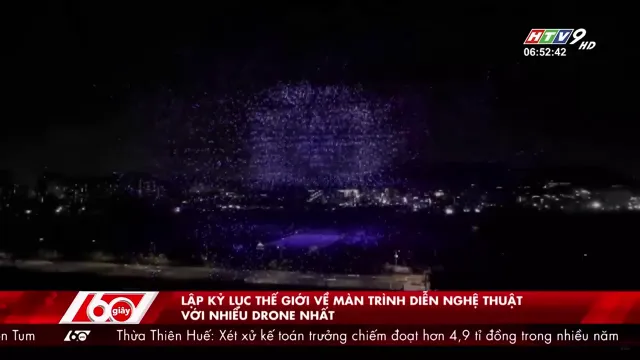 HTV9 HD
06:52:42
60 giây
LẬP KỶ LỤC THẾ GIỚI VỀ MÀN TRÌNH DIỄN NGHỆ THUẬT
VỚI NHIỀU DRONE NHẤT
on Tum 60 Thừa Thiên Huế: Xét xử kế toán trưởng chiếm đoạt hơn 4,9 tỉ đồng trong nhiều năm